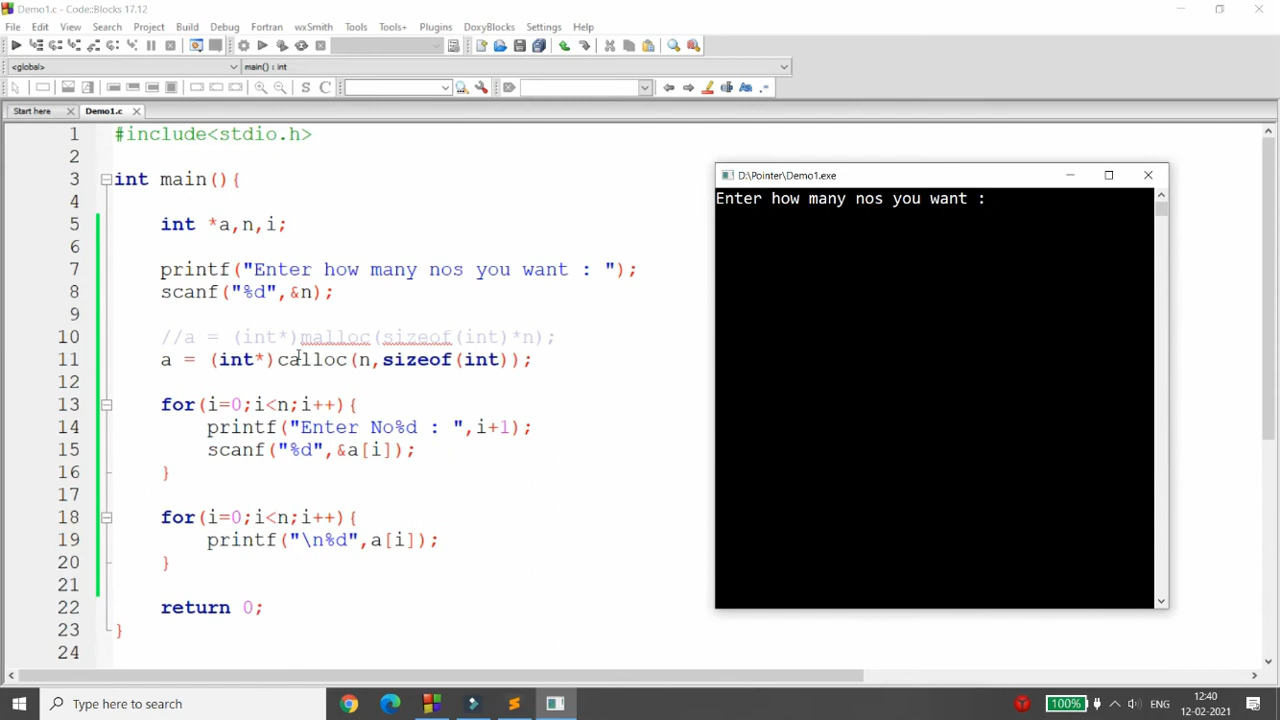 Demo1.c - Code::Blocks 17.12
File Edit View Search Project Build Debug Fortran wxSmith Tools Tools+ Plugins DoxyBlocks Settings Help
<global> main() : int
S C
Start here Demo1.c
1 #include<stdio.h>
2
3 int main(){
4
5 int *a,n,i;
6
7 printf("Enter how many nos you want : ");
8 scanf("%d",&n);
9
10 //a = (int*)malloc(sizeof(int)*n);
11 a = (int*)calloc(n,sizeof(int));
12
13 for(i=0;i<n;i++){
14 printf("Enter No%d : ",i+1);
15 scanf("%d",&a[i]);
16 }
17
18 for(i=0;i<n;i++){
19 printf("\n%d",a[i]);
20 }
21
22 return 0;
23 }
24
D:\Pointer\Demo1.exe
Enter how many nos you want :
Type here to search
100% ENG
12:40
12-02-2021